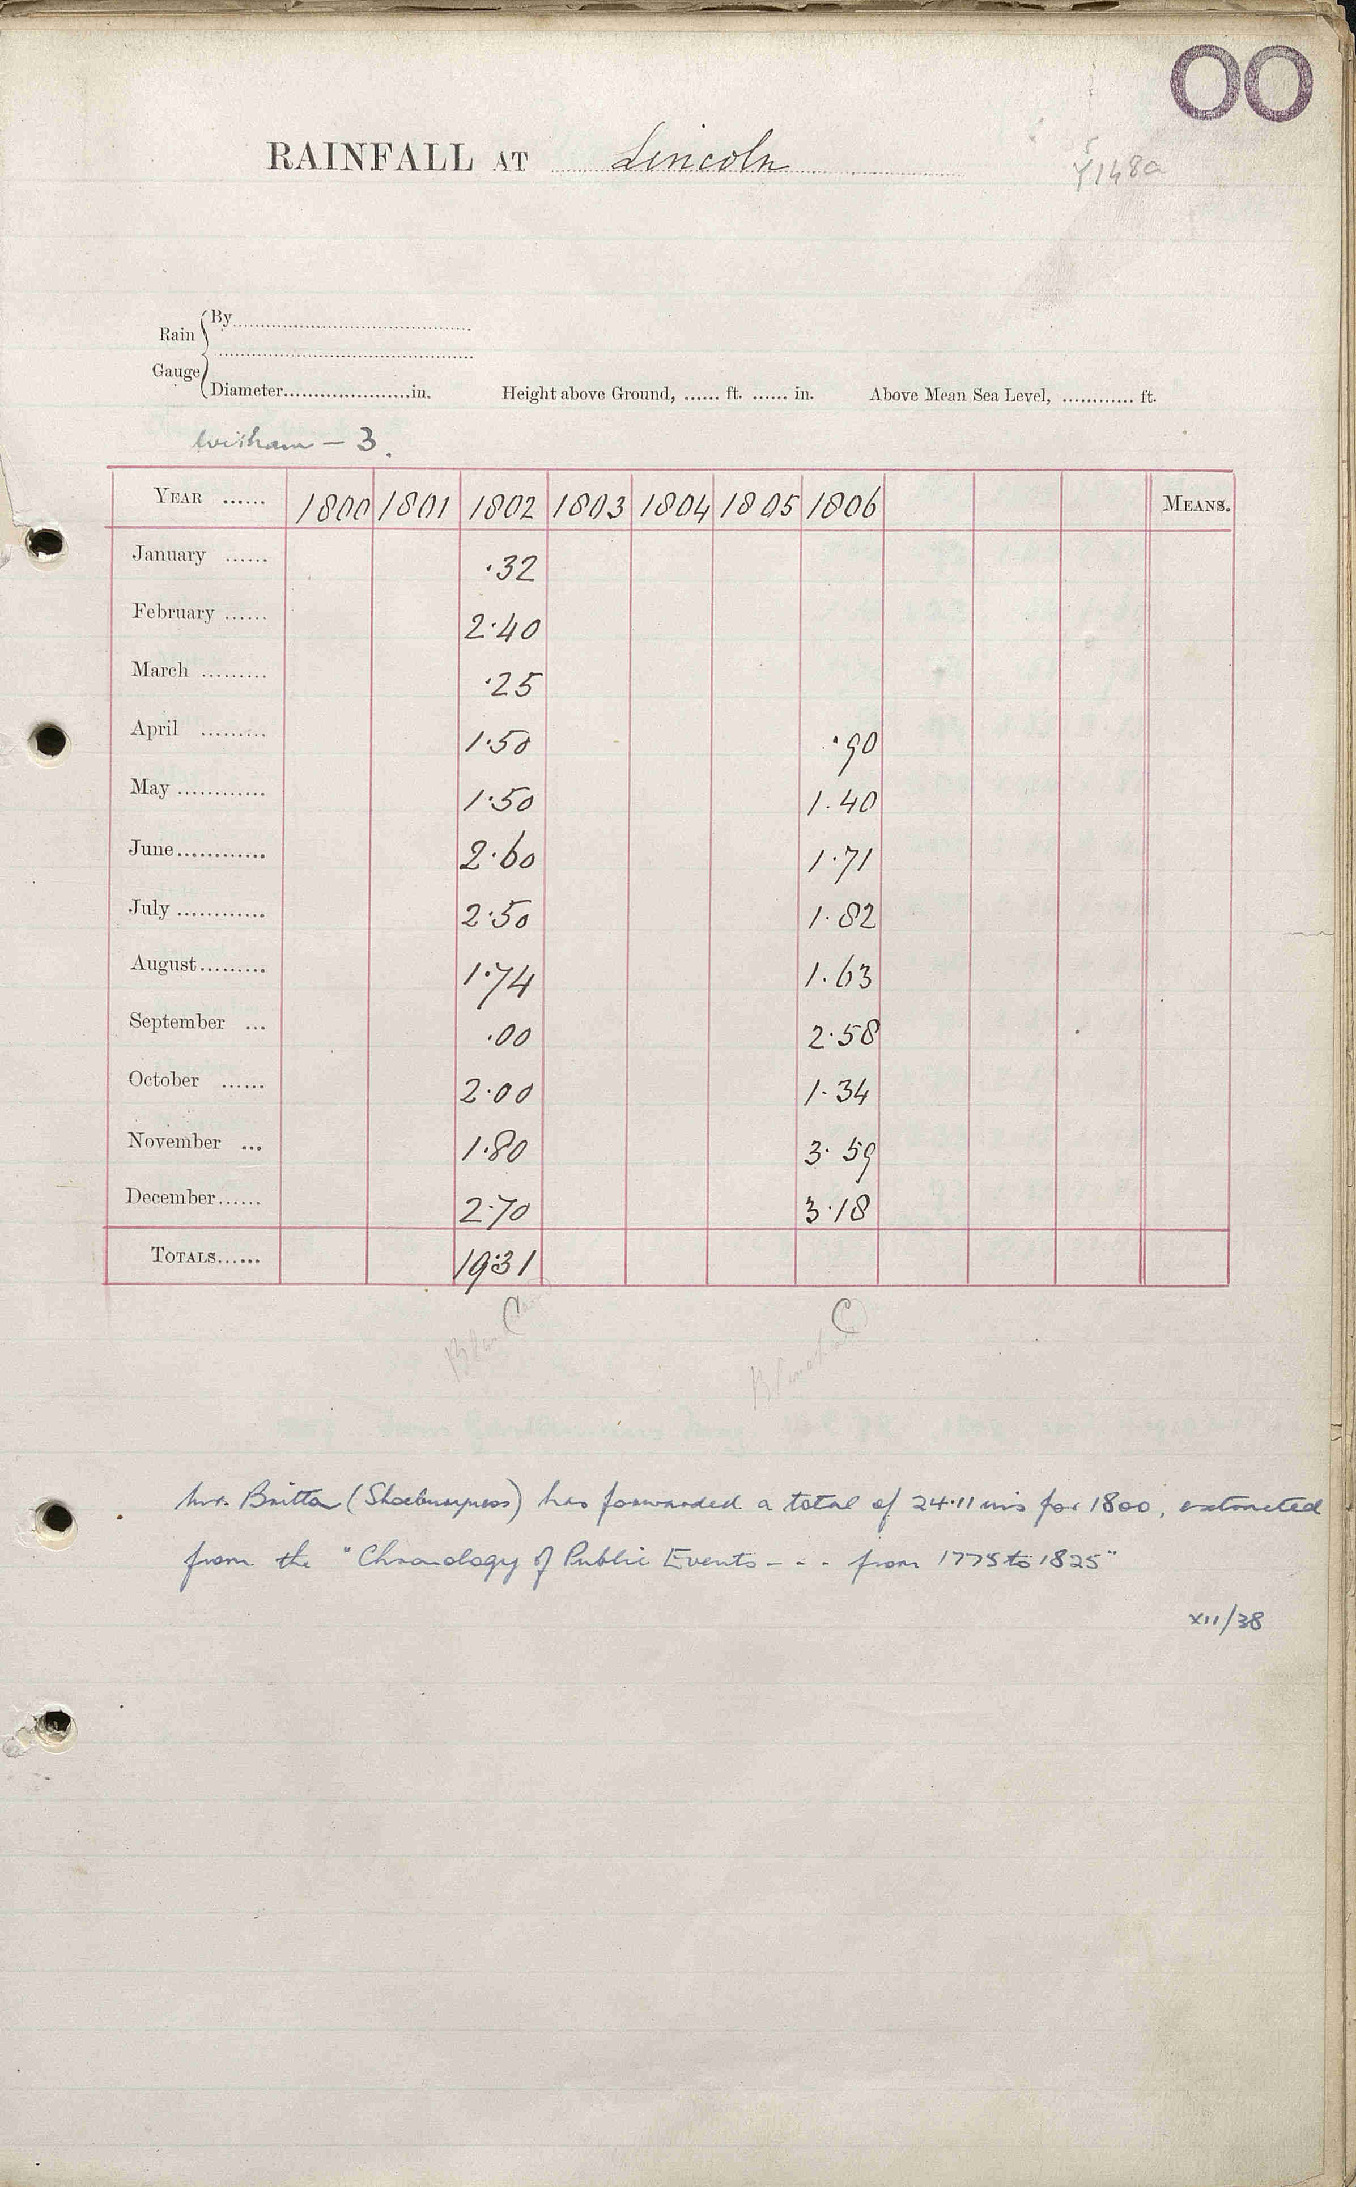 OO
RAINFALL AT Lincoln
Y148a
Rain Gauge
By
Diameter in. Height above Ground, ft. in. Above Mean Sea Level, ft.
Witham - 3.
YEAR 1800 1801 1802 1803 1804 1805 1806 MEANS.
January ·32
February 2·40
March ·25
April 1·50 ·90
May 1·50 1·40
June 2·60 1·71
July 2·50 1·82
August 1·74 1·63
September ·00 2·58
October 2·00 1·34
November 1·80 3·59
December 2·70 3·18
TOTALS 19·31
C C
Mr. Britton (Shoeburyness) has forwarded a total of 24·11 ins for 1800, extracted
from the "Chronology of Public Events - - - from 1775 to 1825"
XII/38